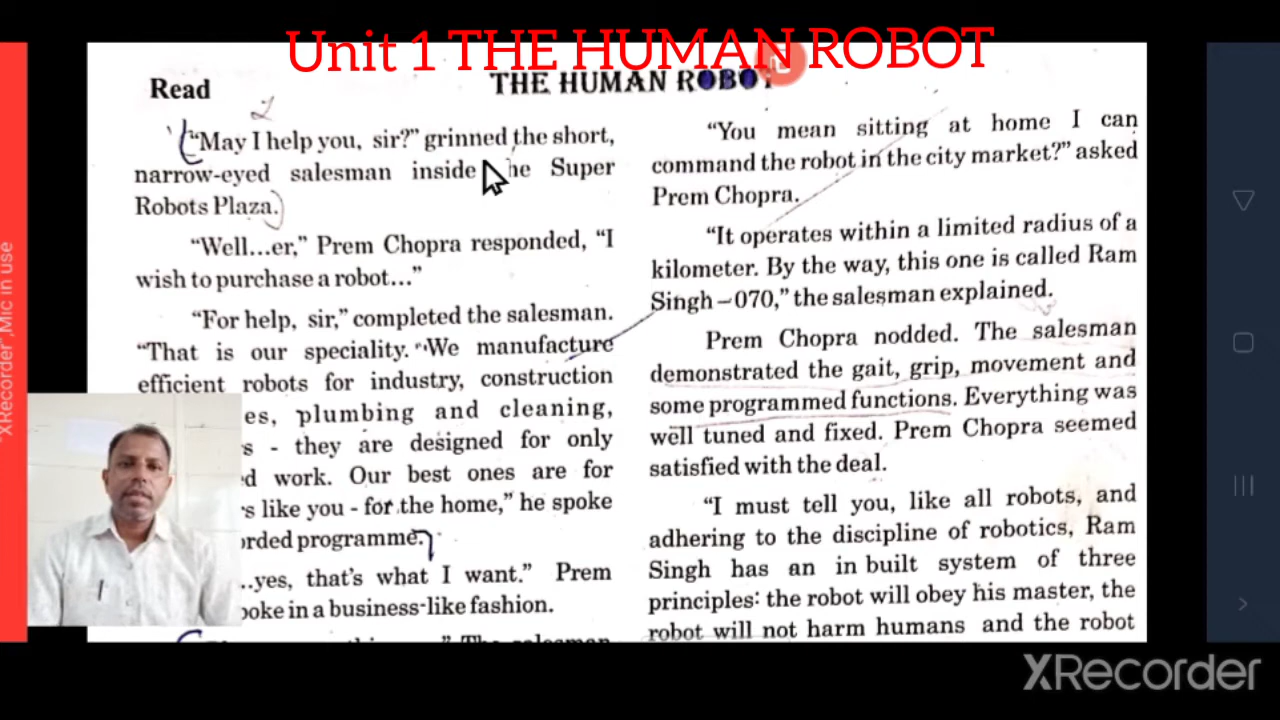 Unit 1 THE HUMAN ROBOT
Read
THE HUMAN ROBOT
2
"May I help you, sir?" grinned the short,
narrow-eyed salesman inside he Super
Robots Plaza.
"Well...er," Prem Chopra responded, "I
wish to purchase a robot..."
"For help, sir," completed the salesman.
"That is our speciality. "We manufacture
efficient robots for industry, construction
es, plumbing and cleaning,
s - they are designed for only
d work. Our best ones are for
s like you - for the home," he spoke
orded programme.
..yes, that's what I want." Prem
oke in a business-like fashion.
"You mean sitting at home I can
command the robot in the city market?" asked
Prem Chopra.
"It operates within a limited radius of a
kilometer. By the way, this one is called Ram
Singh – 070," the salesman explained.
Prem Chopra nodded. The salesman
demonstrated the gait, grip, movement and
some programmed functions. Everything was
well tuned and fixed. Prem Chopra seemed
satisfied with the deal.
"I must tell you, like all robots, and
adhering to the discipline of robotics, Ram
Singh has an in built system of three
principles: the robot will obey his master, the
robot will not harm humans and the robot
"XRecorder",Mic in use
XRecorder